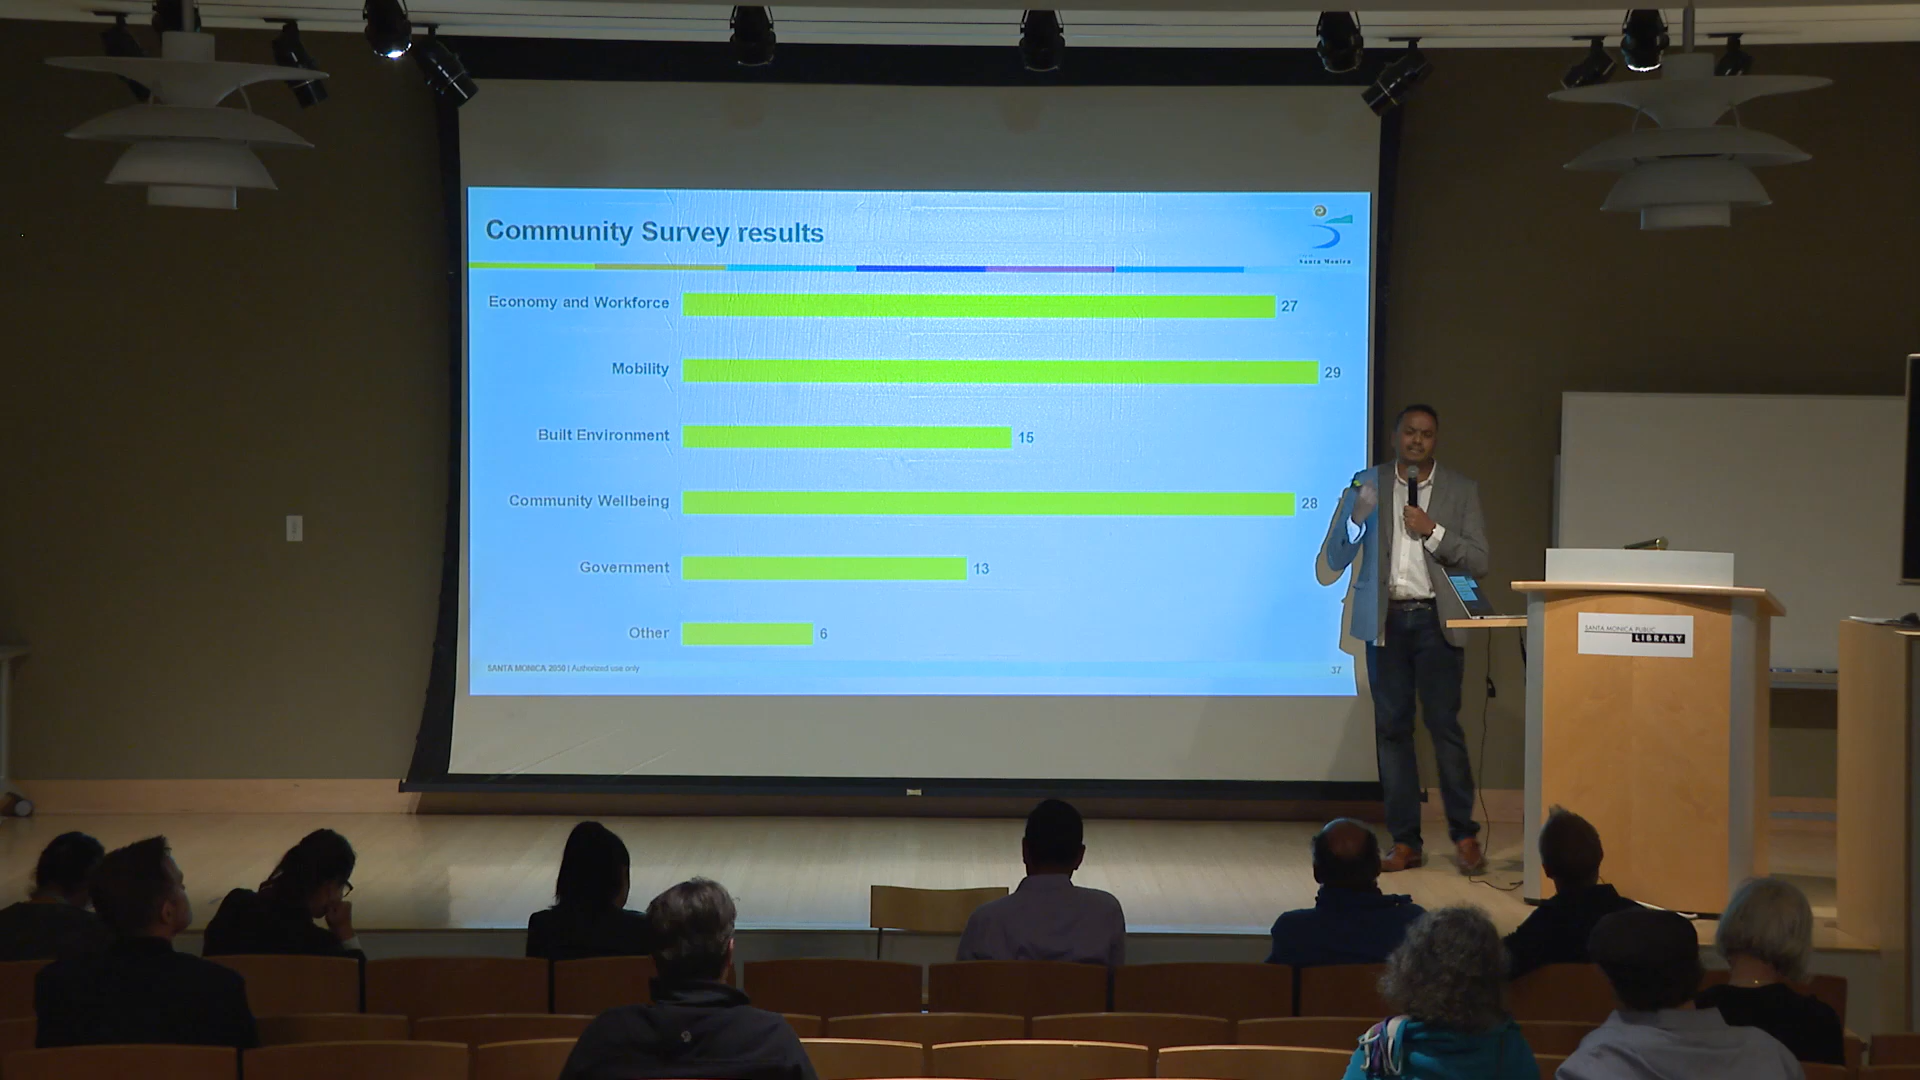 Community Survey results
Santa Monica
Economy and Workforce 27
Mobility 29
Built Environment 15
Community Wellbeing 28
Government 13
Other 6
SANTA MONICA 2050 | Authorized use only
37
SANTA MONICA PUBLIC
LIBRARY